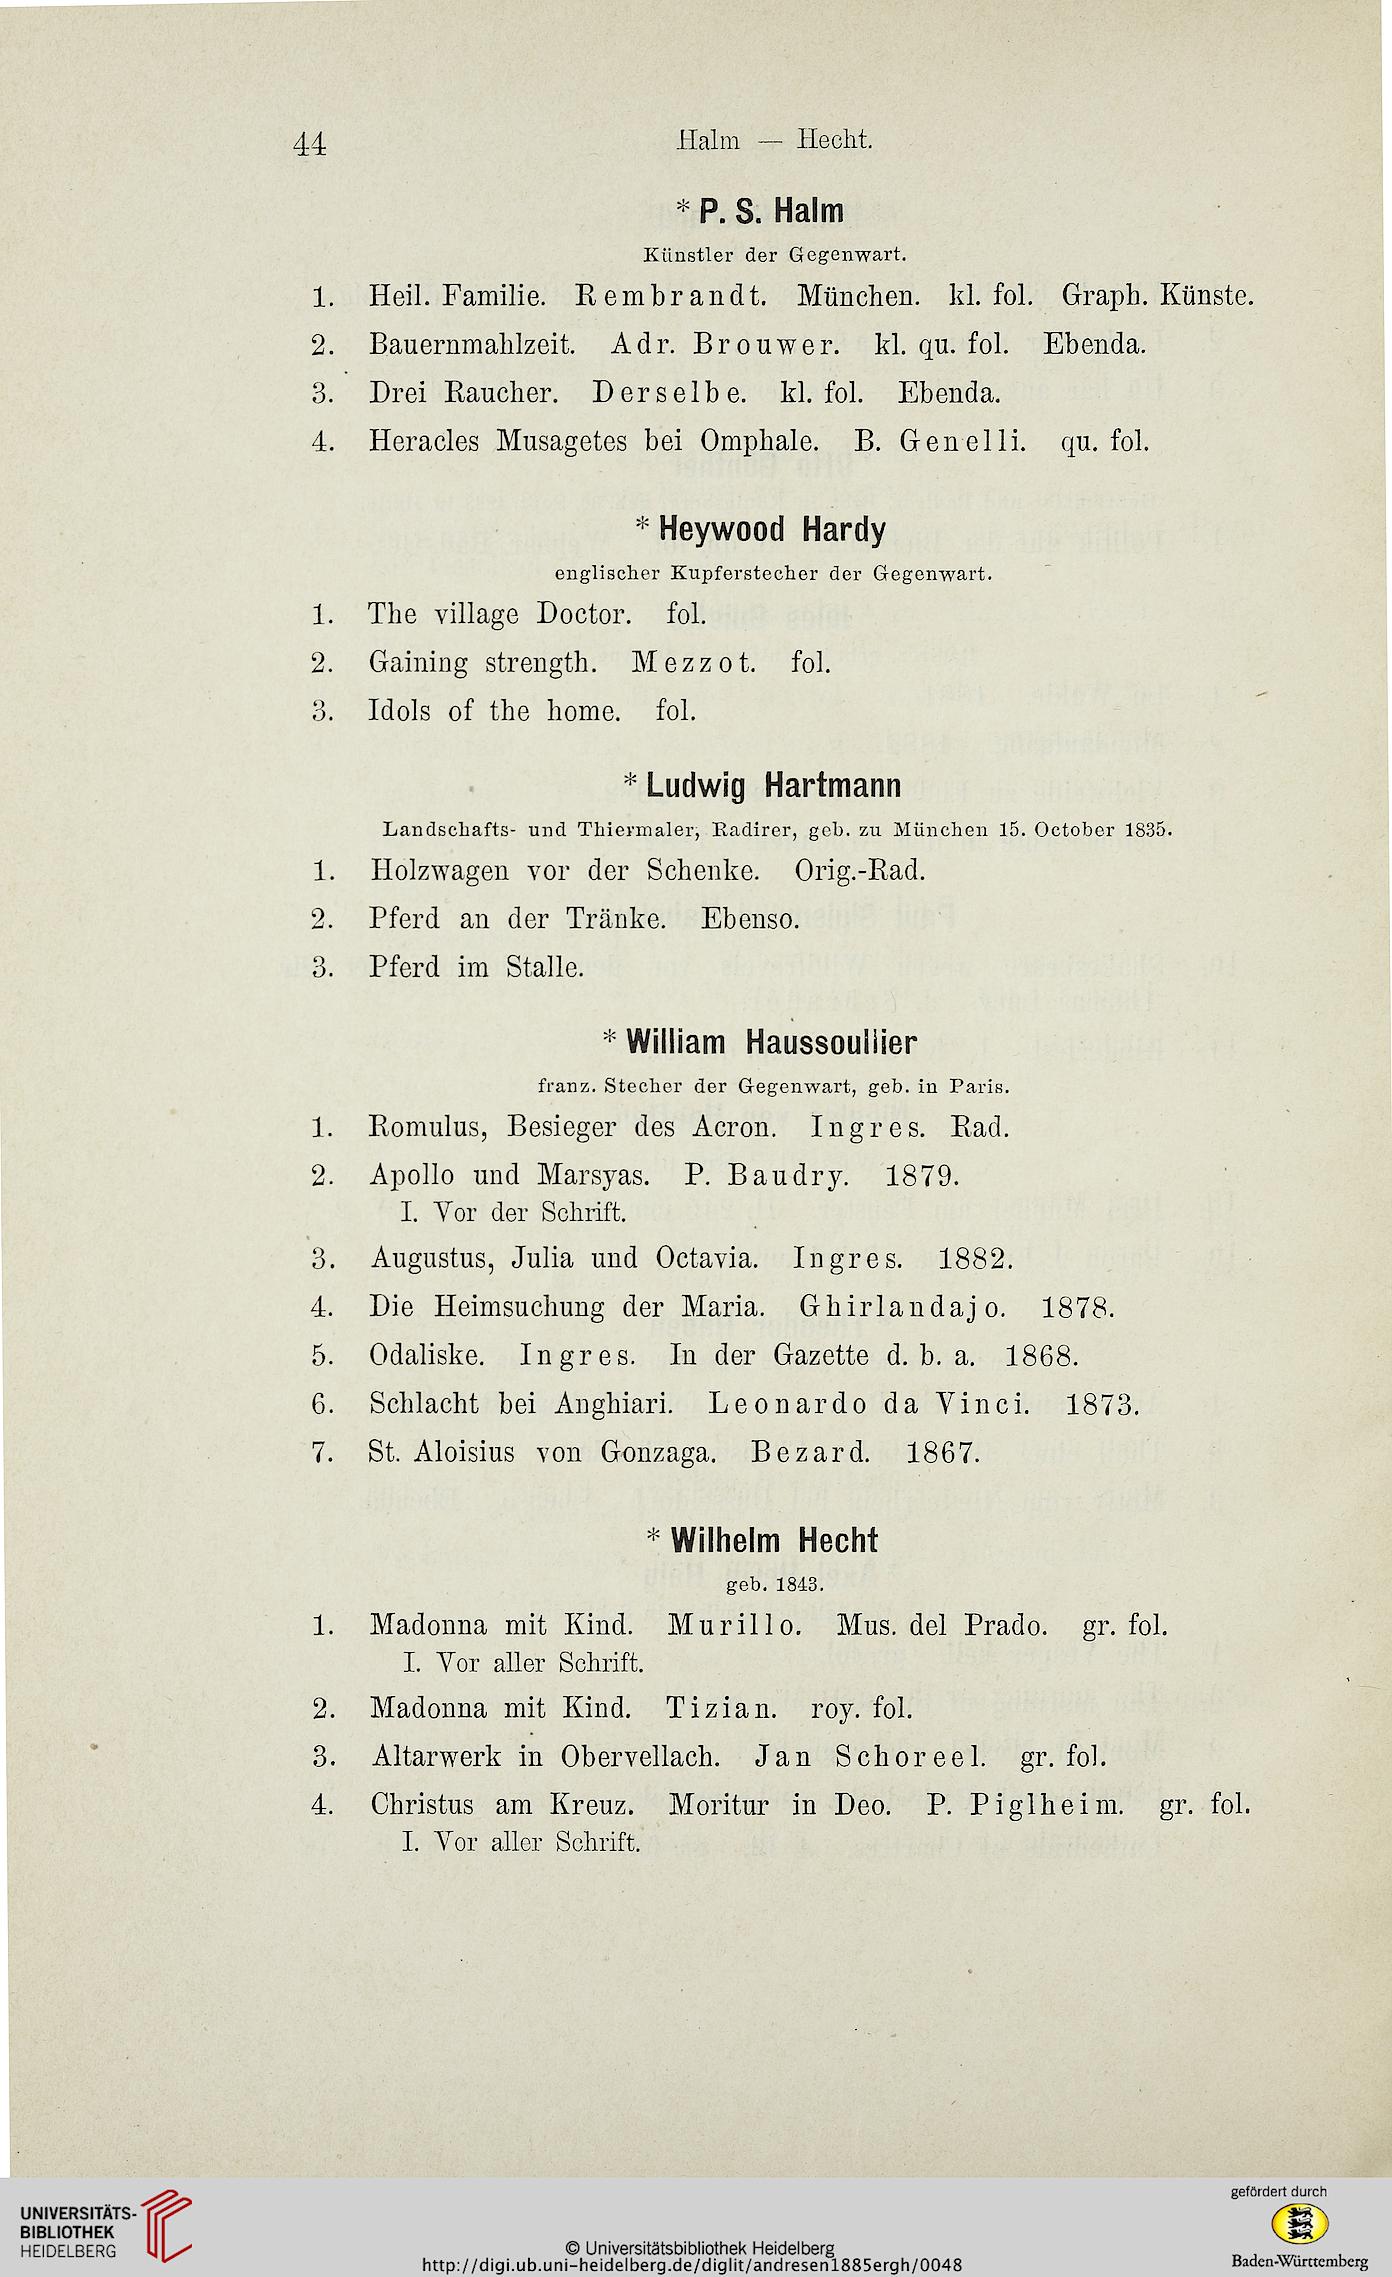 44
Halm — Hecht.
* P. S. Halm
Künstler der Gegenwart.
1. Heil. Familie. Rembrandt. München. kl. fol. Graph. Künste.
2. Bauernmahlzeit. Adr. Brouwer. kl. qu. fol. Ebenda.
3. Drei Raucher. Derselbe. kl. fol. Ebenda.
4. Heracles Musagetes bei Omphale. B. Genelli. qu. fol.
* Heywood Hardy
englischer Kupferstecher der Gegenwart.
1. The village Doctor. fol.
2. Gaining strength. Mezzot. fol.
3. Idols of the home. fol.
* Ludwig Hartmann
Landschafts- und Thiermaler, Radirer, geb. zu München 15. October 1835.
1. Holzwagen vor der Schenke. Orig.-Rad.
2. Pferd an der Tränke. Ebenso.
3. Pferd im Stalle.
* William Haussoullier
franz. Stecher der Gegenwart, geb. in Paris.
1. Romulus, Besieger des Acron. Ingres. Rad.
2. Apollo und Marsyas. P. Baudry. 1879.
I. Vor der Schrift.
3. Augustus, Julia und Octavia. Ingres. 1882.
4. Die Heimsuchung der Maria. Ghirlandajo. 1878.
5. Odaliske. Ingres. In der Gazette d. b. a. 1868.
6. Schlacht bei Anghiari. Leonardo da Vinci. 1873.
7. St. Aloisius von Gonzaga. Bezard. 1867.
* Wilhelm Hecht
geb. 1843.
1. Madonna mit Kind. Murillo. Mus. del Prado. gr. fol.
I. Vor aller Schrift.
2. Madonna mit Kind. Tizian. roy. fol.
3. Altarwerk in Obervellach. Jan Schoreel. gr. fol.
4. Christus am Kreuz. Moritur in Deo. P. Piglheim. gr. fol.
I. Vor aller Schrift.
UNIVERSITÄTS-
BIBLIOTHEK
HEIDELBERG
© Universitätsbibliothek Heidelberg
http://digi.ub.uni-heidelberg.de/diglit/andresen1885ergh/0048
gefördert durch
Baden-Württemberg